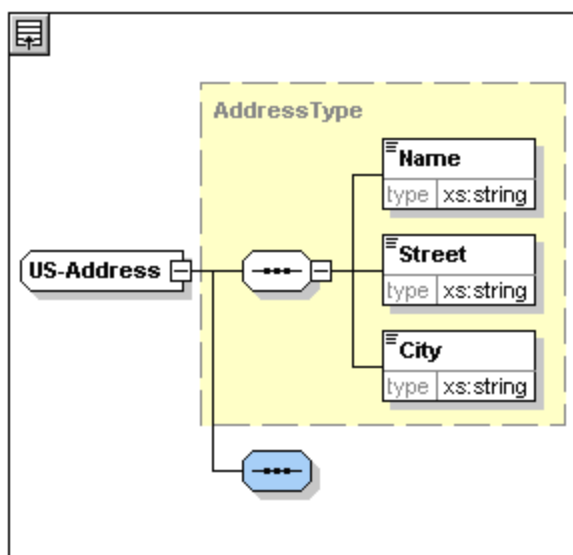 AddressType
Name
type xs:string
US-Address
Street
type xs:string
City
type xs:string